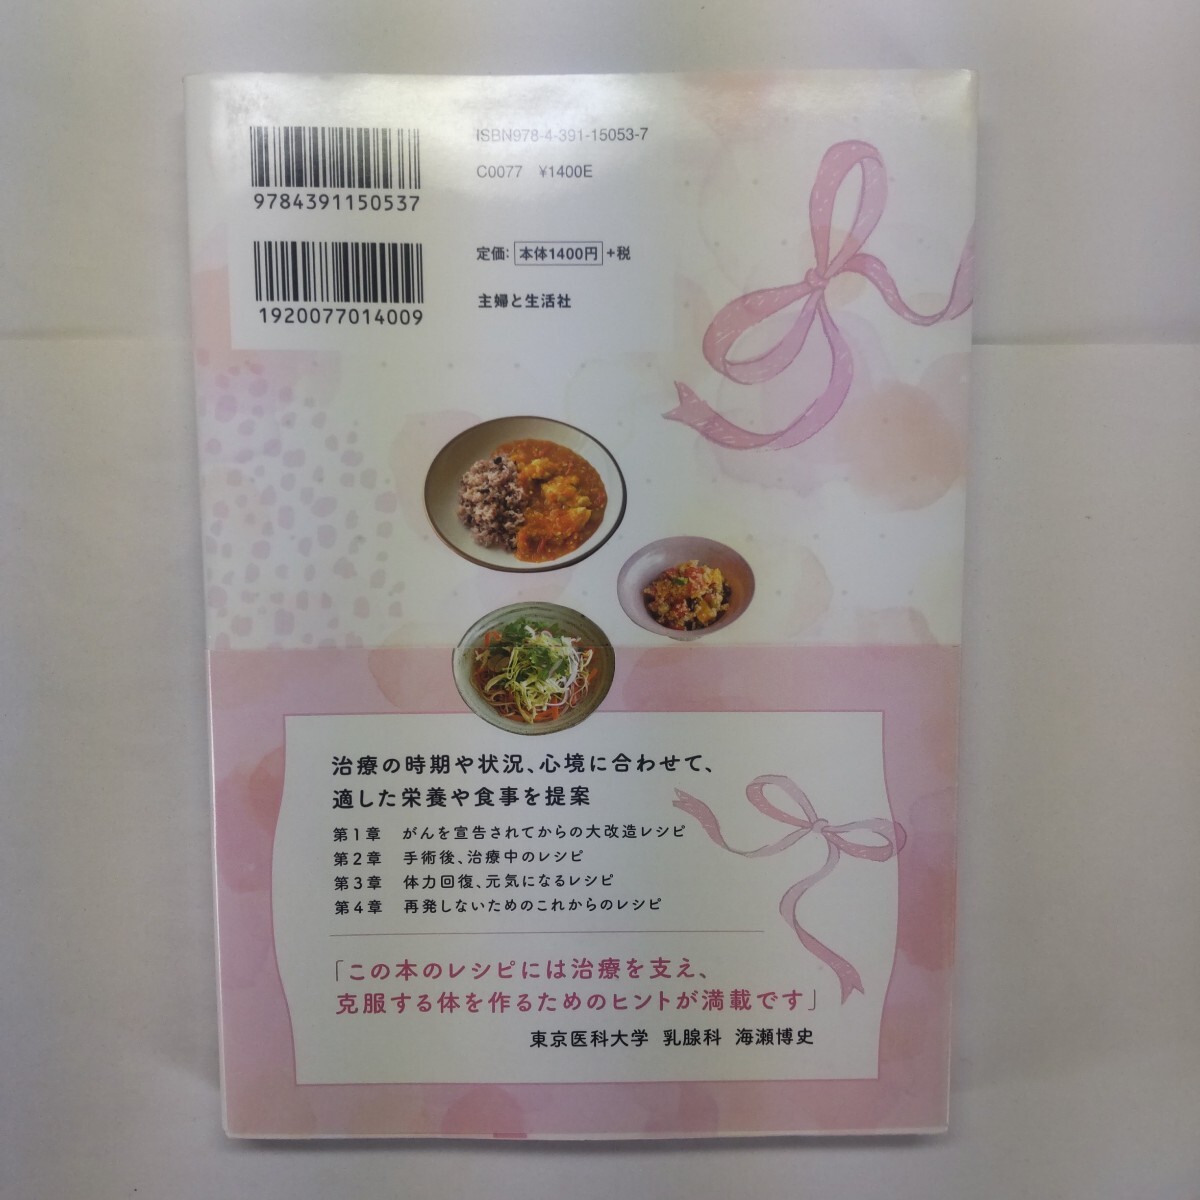 ISBN978-4-391-15053-7
C0077 ¥1400E
9784391150537
定価: 本体1400円 +税
1920077014009
主婦と生活社
治療の時期や状況、心境に合わせて、
適した栄養や食事を提案
第1章 がんを宣告されてからの大改造レシピ
第2章 手術後、治療中のレシピ
第3章 体力回復、元気になるレシピ
第4章 再発しないためのこれからのレシピ
「この本のレシピには治療を支え、
克服する体を作るためのヒントが満載です」
東京医科大学 乳腺科 海瀬博史